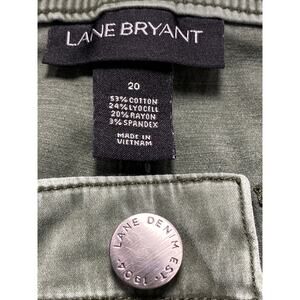 LANE BRYANT
20
53% COTTON
24% LYOCELL
20% RAYON
3% SPANDEX
MADE IN
VIETNAM
LANE DENIM EST. 1904